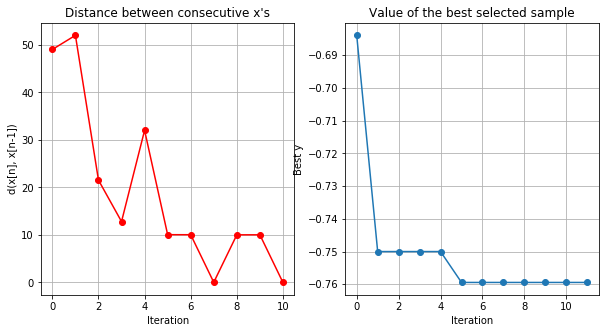 Distance between consecutive x's
d(x[n], x[n-1])
50
40
30
20
10
0
0 2 4 6 8 10
Iteration
Value of the best selected sample
Best y
−0.69
−0.70
−0.71
−0.72
−0.73
−0.74
−0.75
−0.76
0 2 4 6 8 10
Iteration